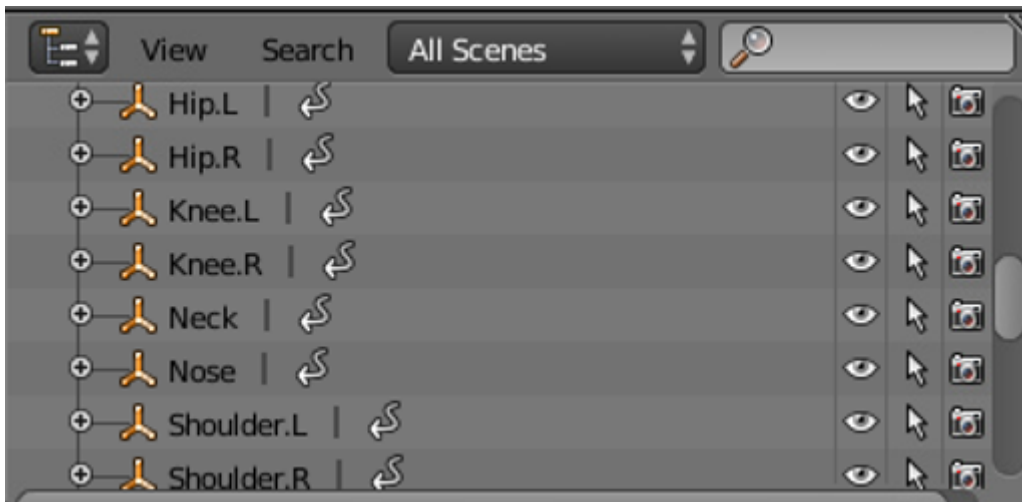 View Search All Scenes
Hip.L
Hip.R
Knee.L
Knee.R
Neck
Nose
Shoulder.L
Shoulder.R